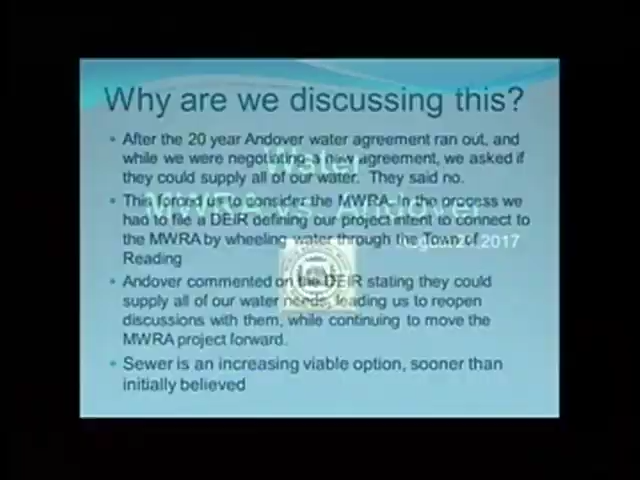 Why are we discussing this?
• After the 20 year Andover water agreement ran out, and
while we were negotiating a new agreement, we asked if
they could supply all of our water. They said no.
• This forced us to consider the MWRA. In the process we
had to file a DEIR defining our project intent to connect to
the MWRA by wheeling water through the Town of
Reading
• Andover commented on the DEIR stating they could
supply all of our water needs, leading us to reopen
discussions with them, while continuing to move the
MWRA project forward.
• Sewer is an increasing viable option, sooner than
initially believed
Water
MWRA vs. Andover
2017